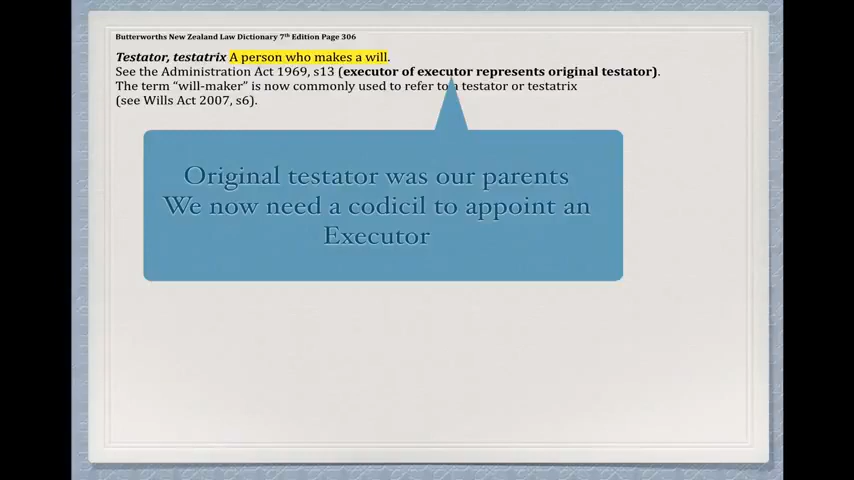 Butterworths New Zealand Law Dictionary 7th Edition Page 306
Testator, testatrix A person who makes a will.
See the Administration Act 1969, s13 (executor of executor represents original testator).
The term “will-maker” is now commonly used to refer to a testator or testatrix
(see Wills Act 2007, s6).
Original testator was our parents
We now need a codicil to appoint an
Executor